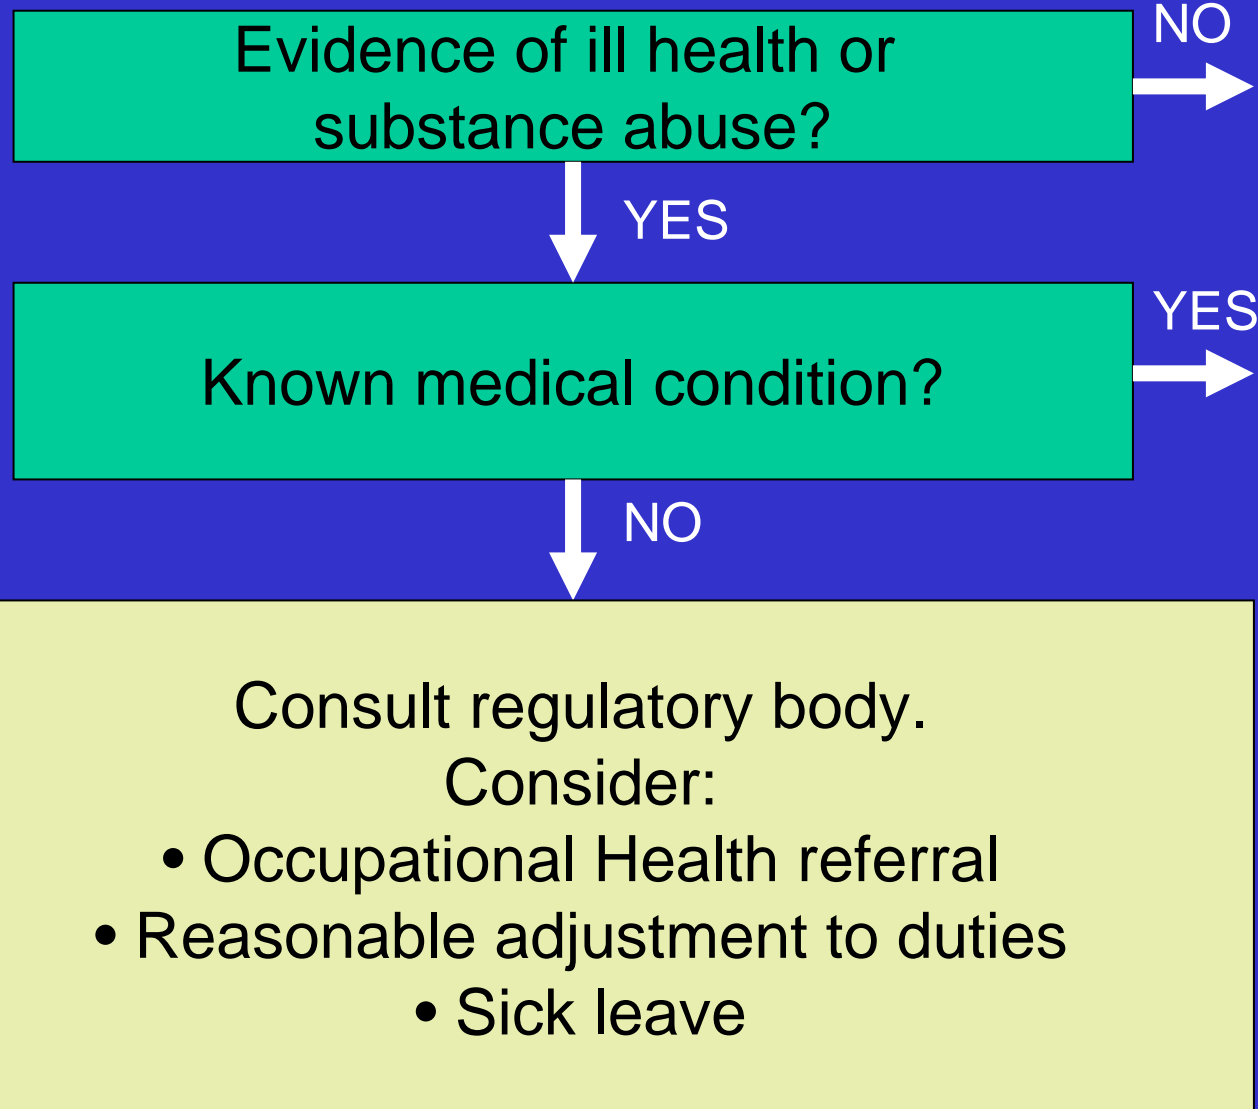 NO
Evidence of ill health or
substance abuse?
YES
YES
Known medical condition?
NO
Consult regulatory body.
Consider:
• Occupational Health referral
• Reasonable adjustment to duties
• Sick leave